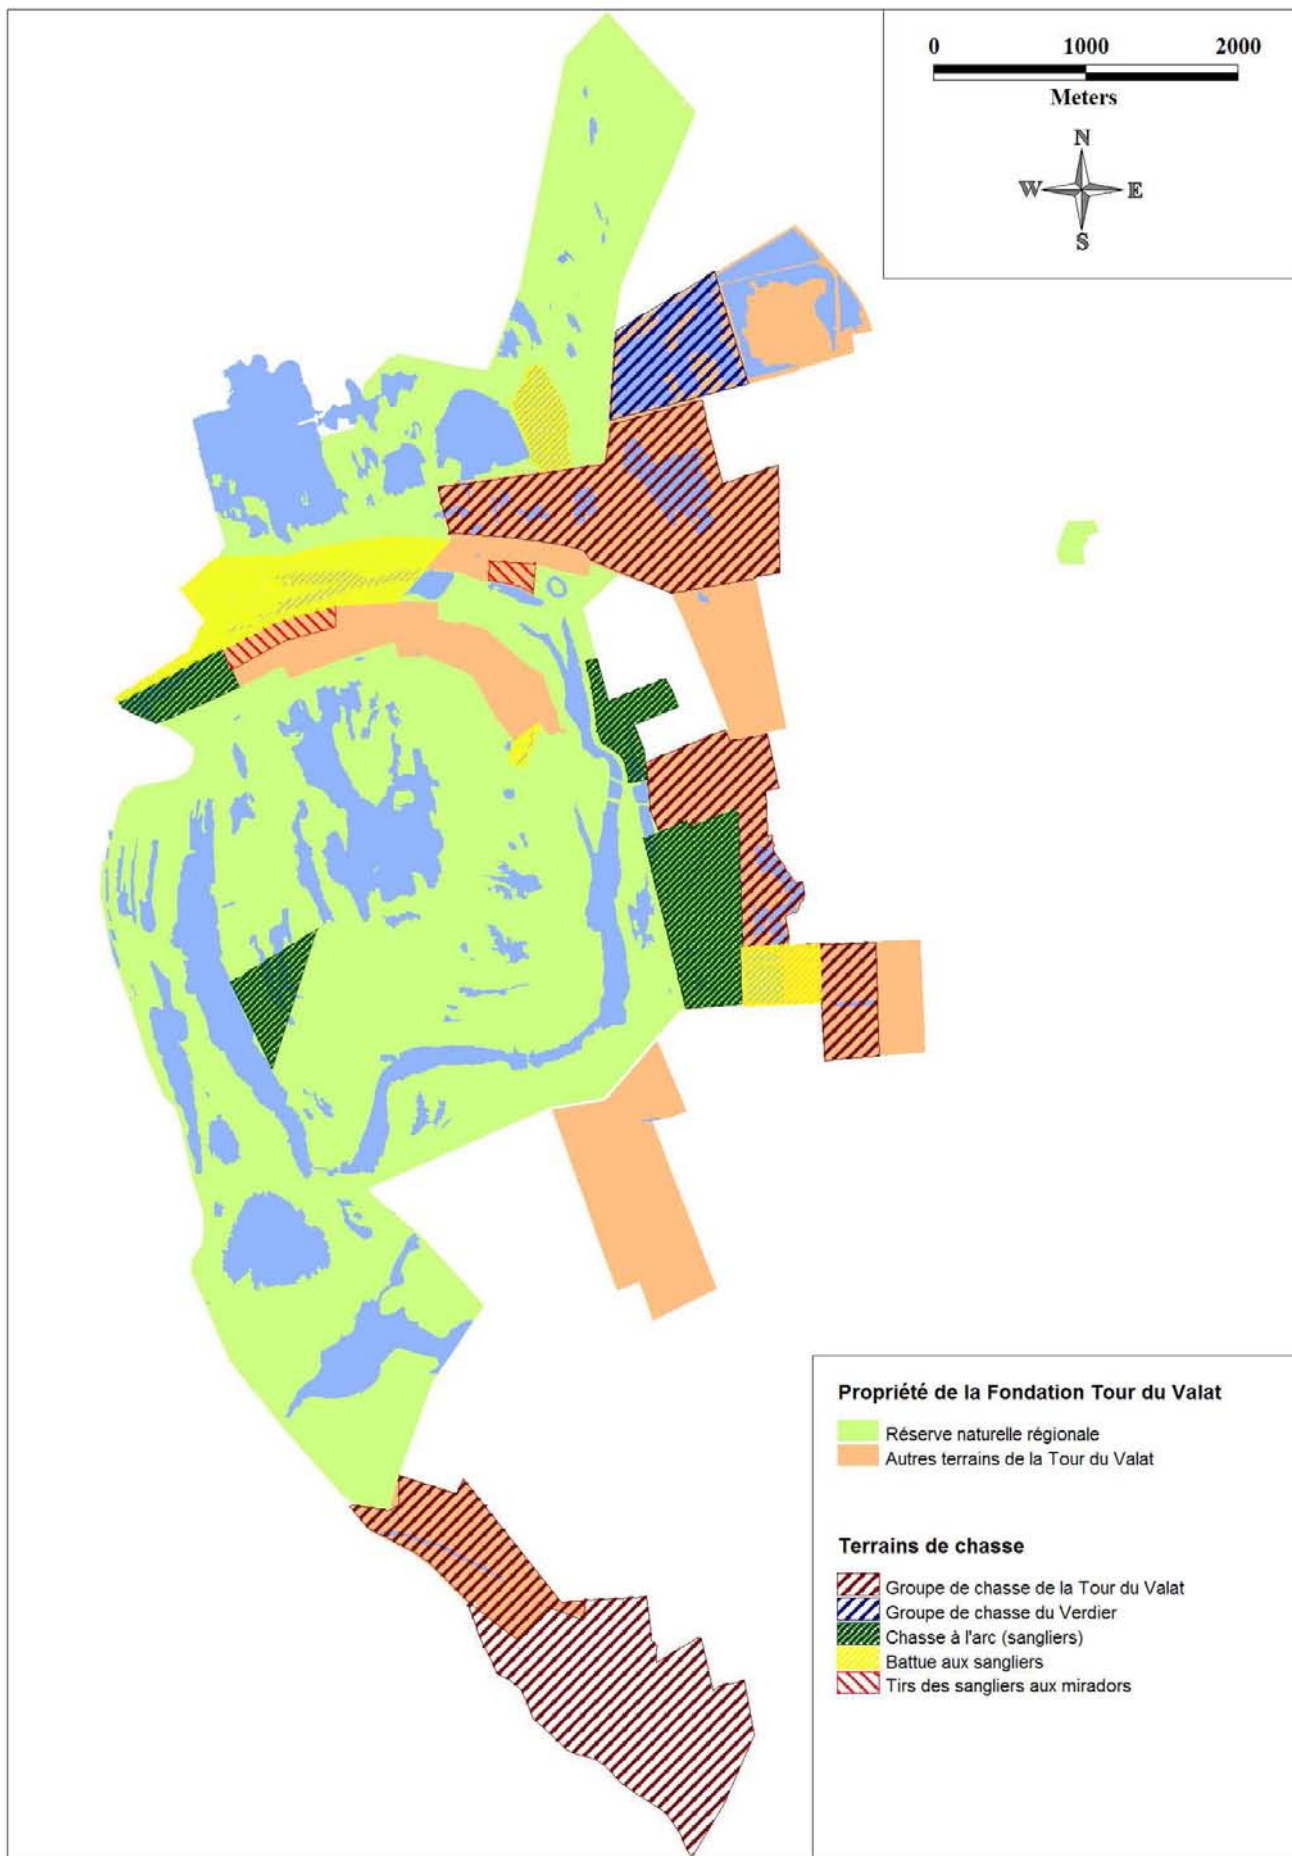 0 1000 2000
Meters
N
W E
S
Propriété de la Fondation Tour du Valat
Réserve naturelle régionale
Autres terrains de la Tour du Valat
Terrains de chasse
Groupe de chasse de la Tour du Valat
Groupe de chasse du Verdier
Chasse à l'arc (sangliers)
Battue aux sangliers
Tirs des sangliers aux miradors